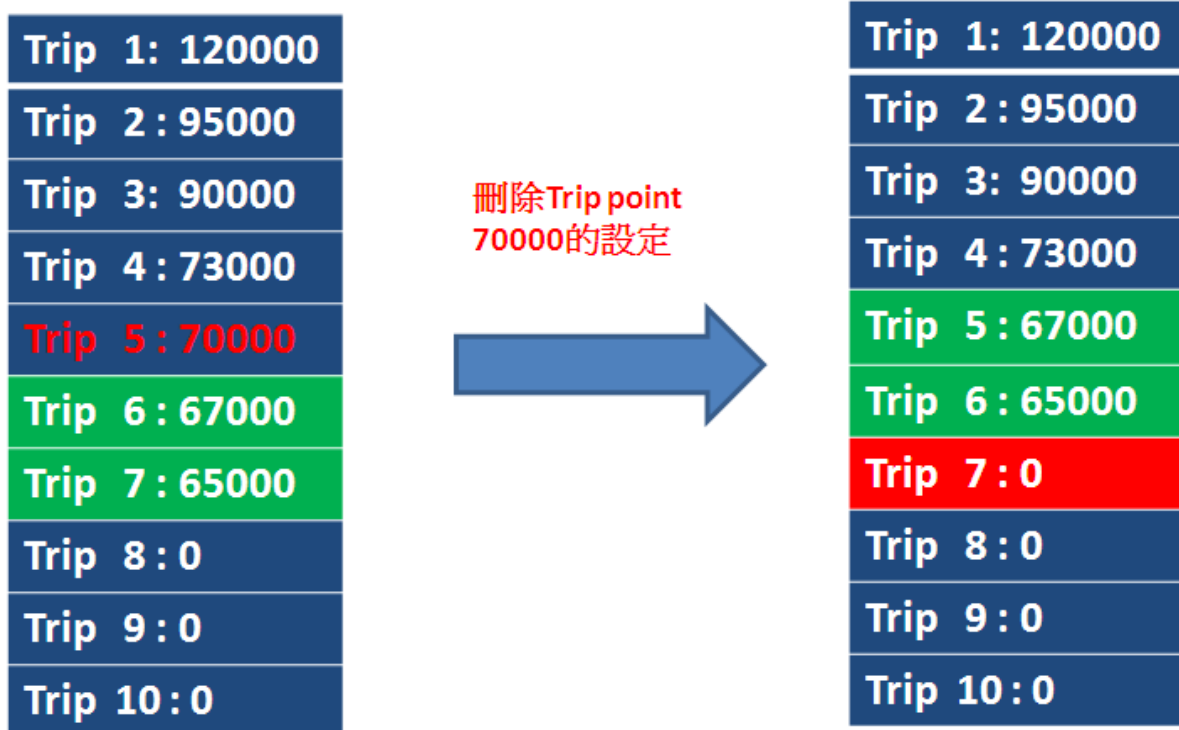 Trip 1: 120000
Trip 2 : 95000
Trip 3: 90000
Trip 4 : 73000
Trip 5 : 70000
Trip 6 : 67000
Trip 7 : 65000
Trip 8 : 0
Trip 9 : 0
Trip 10 : 0
刪除Trip point
70000的設定
Trip 1: 120000
Trip 2 : 95000
Trip 3: 90000
Trip 4 : 73000
Trip 5 : 67000
Trip 6 : 65000
Trip 7 : 0
Trip 8 : 0
Trip 9 : 0
Trip 10 : 0